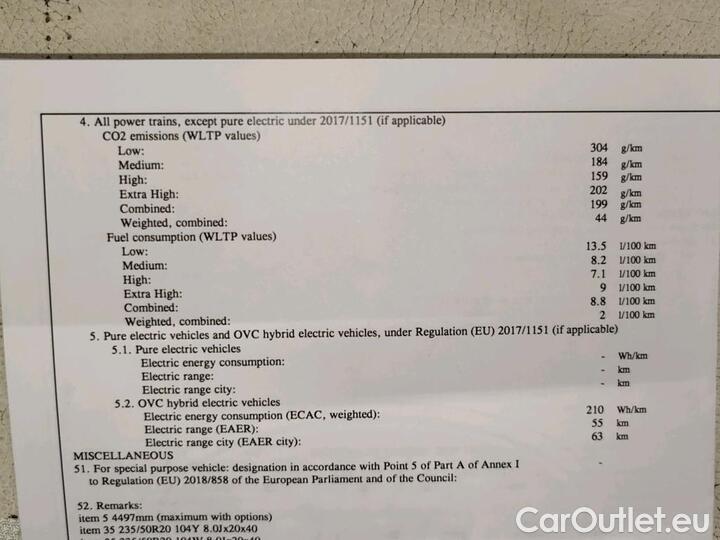 4. All power trains, except pure electric under 2017/1151 (if applicable)
CO2 emissions (WLTP values)
Low: 304 g/km
Medium: 184 g/km
High: 159 g/km
Extra High: 202 g/km
Combined: 199 g/km
Weighted, combined: 44 g/km
Fuel consumption (WLTP values)
Low: 13.5 l/100 km
Medium: 8.2 l/100 km
High: 7.1 l/100 km
Extra High: 9 l/100 km
Combined: 8.8 l/100 km
Weighted, combined: 2 l/100 km
5. Pure electric vehicles and OVC hybrid electric vehicles, under Regulation (EU) 2017/1151 (if applicable)
5.1. Pure electric vehicles
Electric energy consumption: - Wh/km
Electric range: - km
Electric range city: - km
5.2. OVC hybrid electric vehicles
Electric energy consumption (ECAC, weighted): 210 Wh/km
Electric range (EAER): 55 km
Electric range city (EAER city): 63 km
MISCELLANEOUS
51. For special purpose vehicle: designation in accordance with Point 5 of Part A of Annex I -
to Regulation (EU) 2018/858 of the European Parliament and of the Council:
52. Remarks:
item 5 4497mm (maximum with options)
item 35 235/50R20 104Y 8.0Jx20x40
CarOutlet.eu